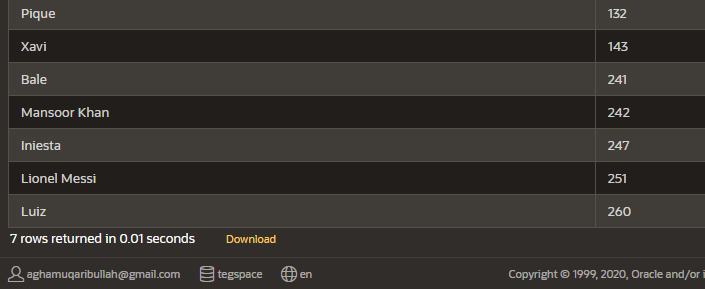 Pique 132
Xavi 143
Bale 241
Mansoor Khan 242
Iniesta 247
Lionel Messi 251
Luiz 260
7 rows returned in 0.01 seconds Download
aghamuqaribullah@gmail.com tegspace en Copyright © 1999, 2020, Oracle and/or i